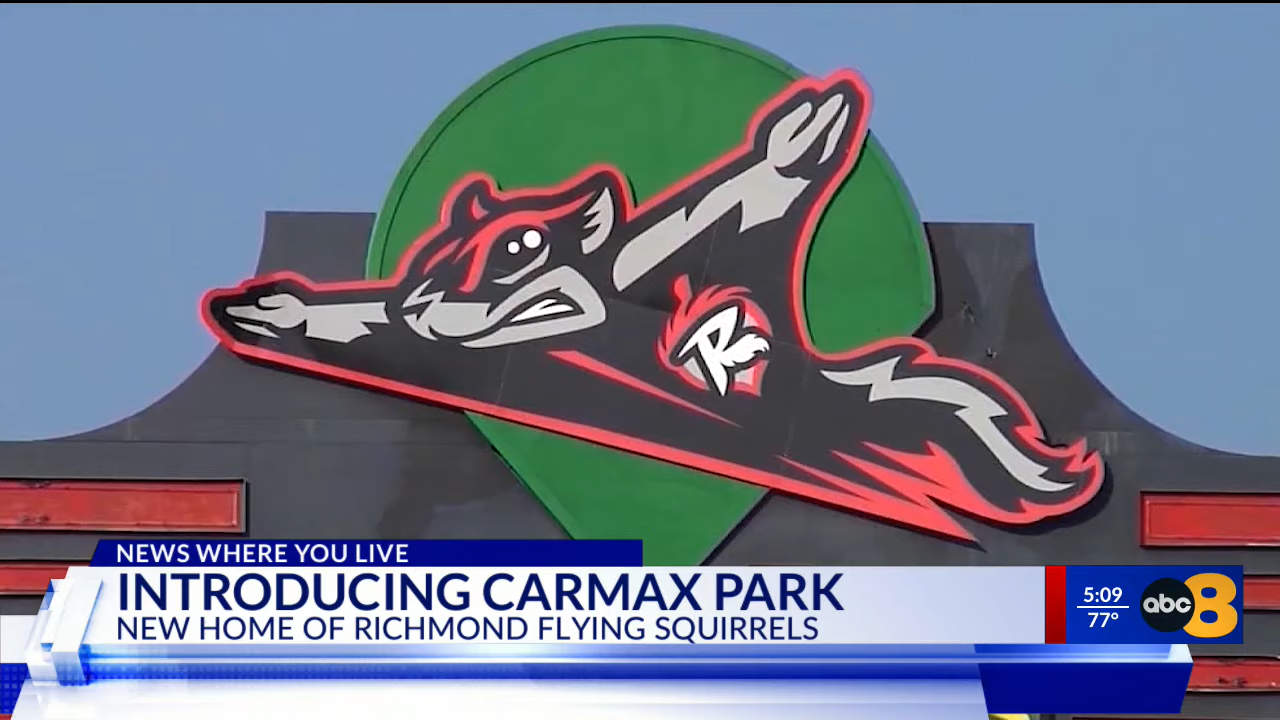 R
NEWS WHERE YOU LIVE
INTRODUCING CARMAX PARK
NEW HOME OF RICHMOND FLYING SQUIRRELS
5:09
77°
abc 8